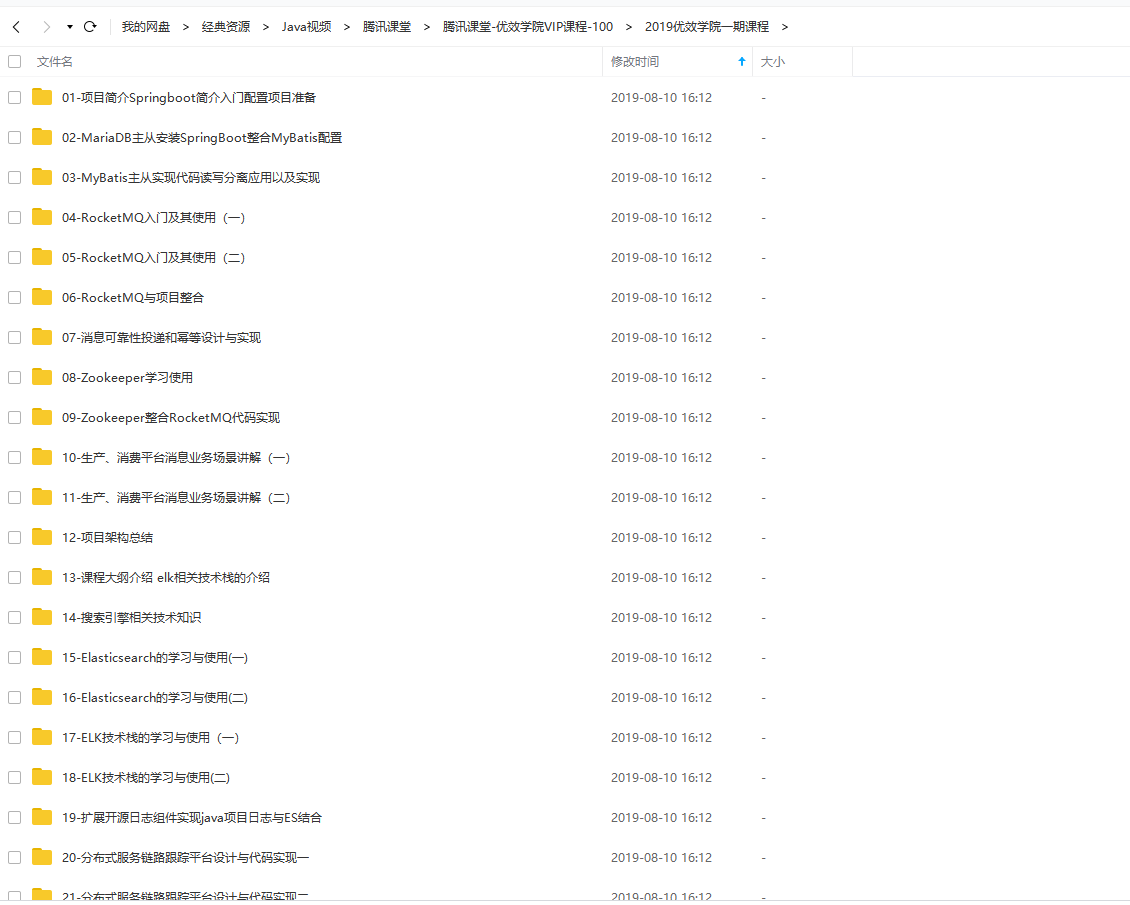 我的网盘 > 经典资源 > Java视频 > 腾讯课堂 > 腾讯课堂-优效学院VIP课程-100 > 2019优效学院一期课程 >
文件名 修改时间 大小
01-项目简介Springboot简介入门配置项目准备 2019-08-10 16:12 -
02-MariaDB主从安装SpringBoot整合MyBatis配置 2019-08-10 16:12 -
03-MyBatis主从实现代码读写分离应用以及实现 2019-08-10 16:12 -
04-RocketMQ入门及其使用（一） 2019-08-10 16:12 -
05-RocketMQ入门及其使用（二） 2019-08-10 16:12 -
06-RocketMQ与项目整合 2019-08-10 16:12 -
07-消息可靠性投递和幂等设计与实现 2019-08-10 16:12 -
08-Zookeeper学习使用 2019-08-10 16:12 -
09-Zookeeper整合RocketMQ代码实现 2019-08-10 16:12 -
10-生产、消费平台消息业务场景讲解（一） 2019-08-10 16:12 -
11-生产、消费平台消息业务场景讲解（二） 2019-08-10 16:12 -
12-项目架构总结 2019-08-10 16:12 -
13-课程大纲介绍 elk相关技术栈的介绍 2019-08-10 16:12 -
14-搜索引擎相关技术知识 2019-08-10 16:12 -
15-Elasticsearch的学习与使用(一) 2019-08-10 16:12 -
16-Elasticsearch的学习与使用(二) 2019-08-10 16:12 -
17-ELK技术栈的学习与使用（一） 2019-08-10 16:12 -
18-ELK技术栈的学习与使用(二) 2019-08-10 16:12 -
19-扩展开源日志组件实现java项目日志与ES结合 2019-08-10 16:12 -
20-分布式服务链路跟踪平台设计与代码实现一 2019-08-10 16:12 -
21-分布式服务链路跟踪平台设计与代码实现二 2019-08-10 16:12 -